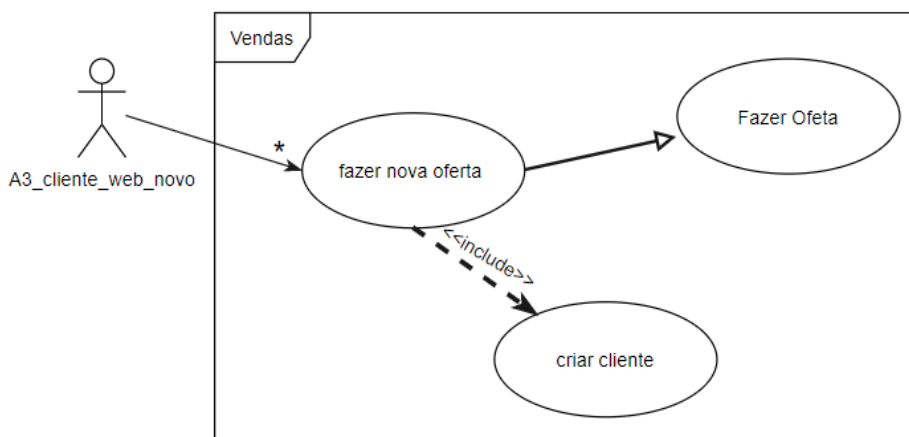 Vendas
Fazer Ofeta
*
fazer nova oferta
A3_cliente_web_novo
<<include>>
criar cliente